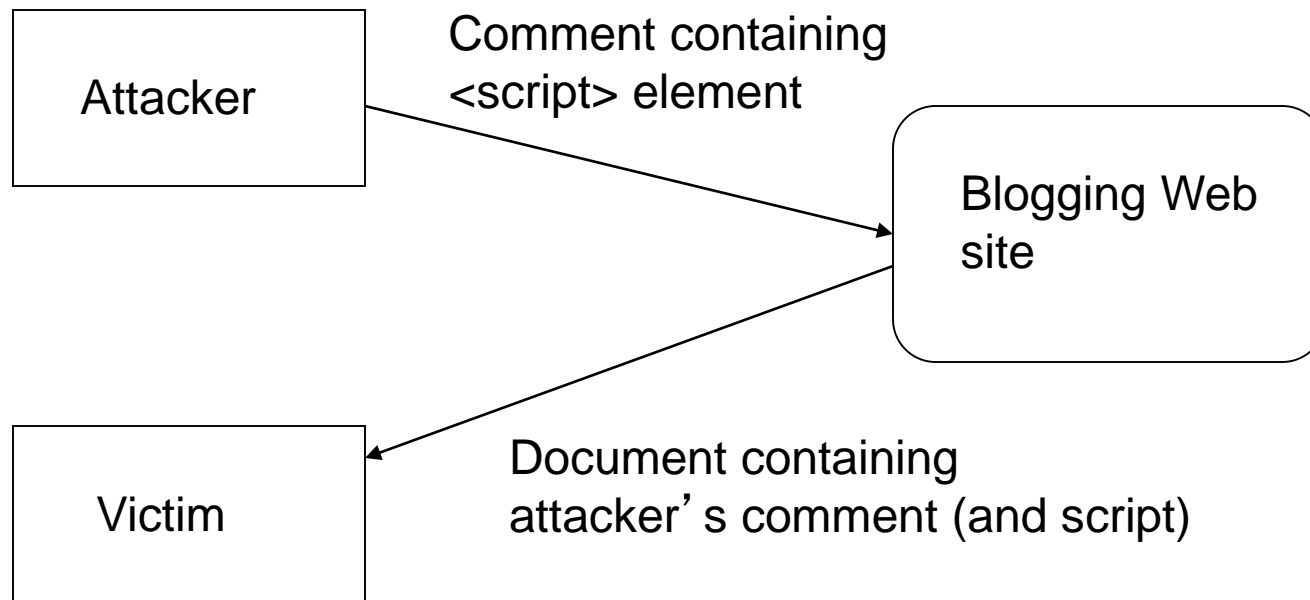 Attacker
Comment containing
<script> element
Blogging Web
site
Victim
Document containing
attacker’s comment (and script)